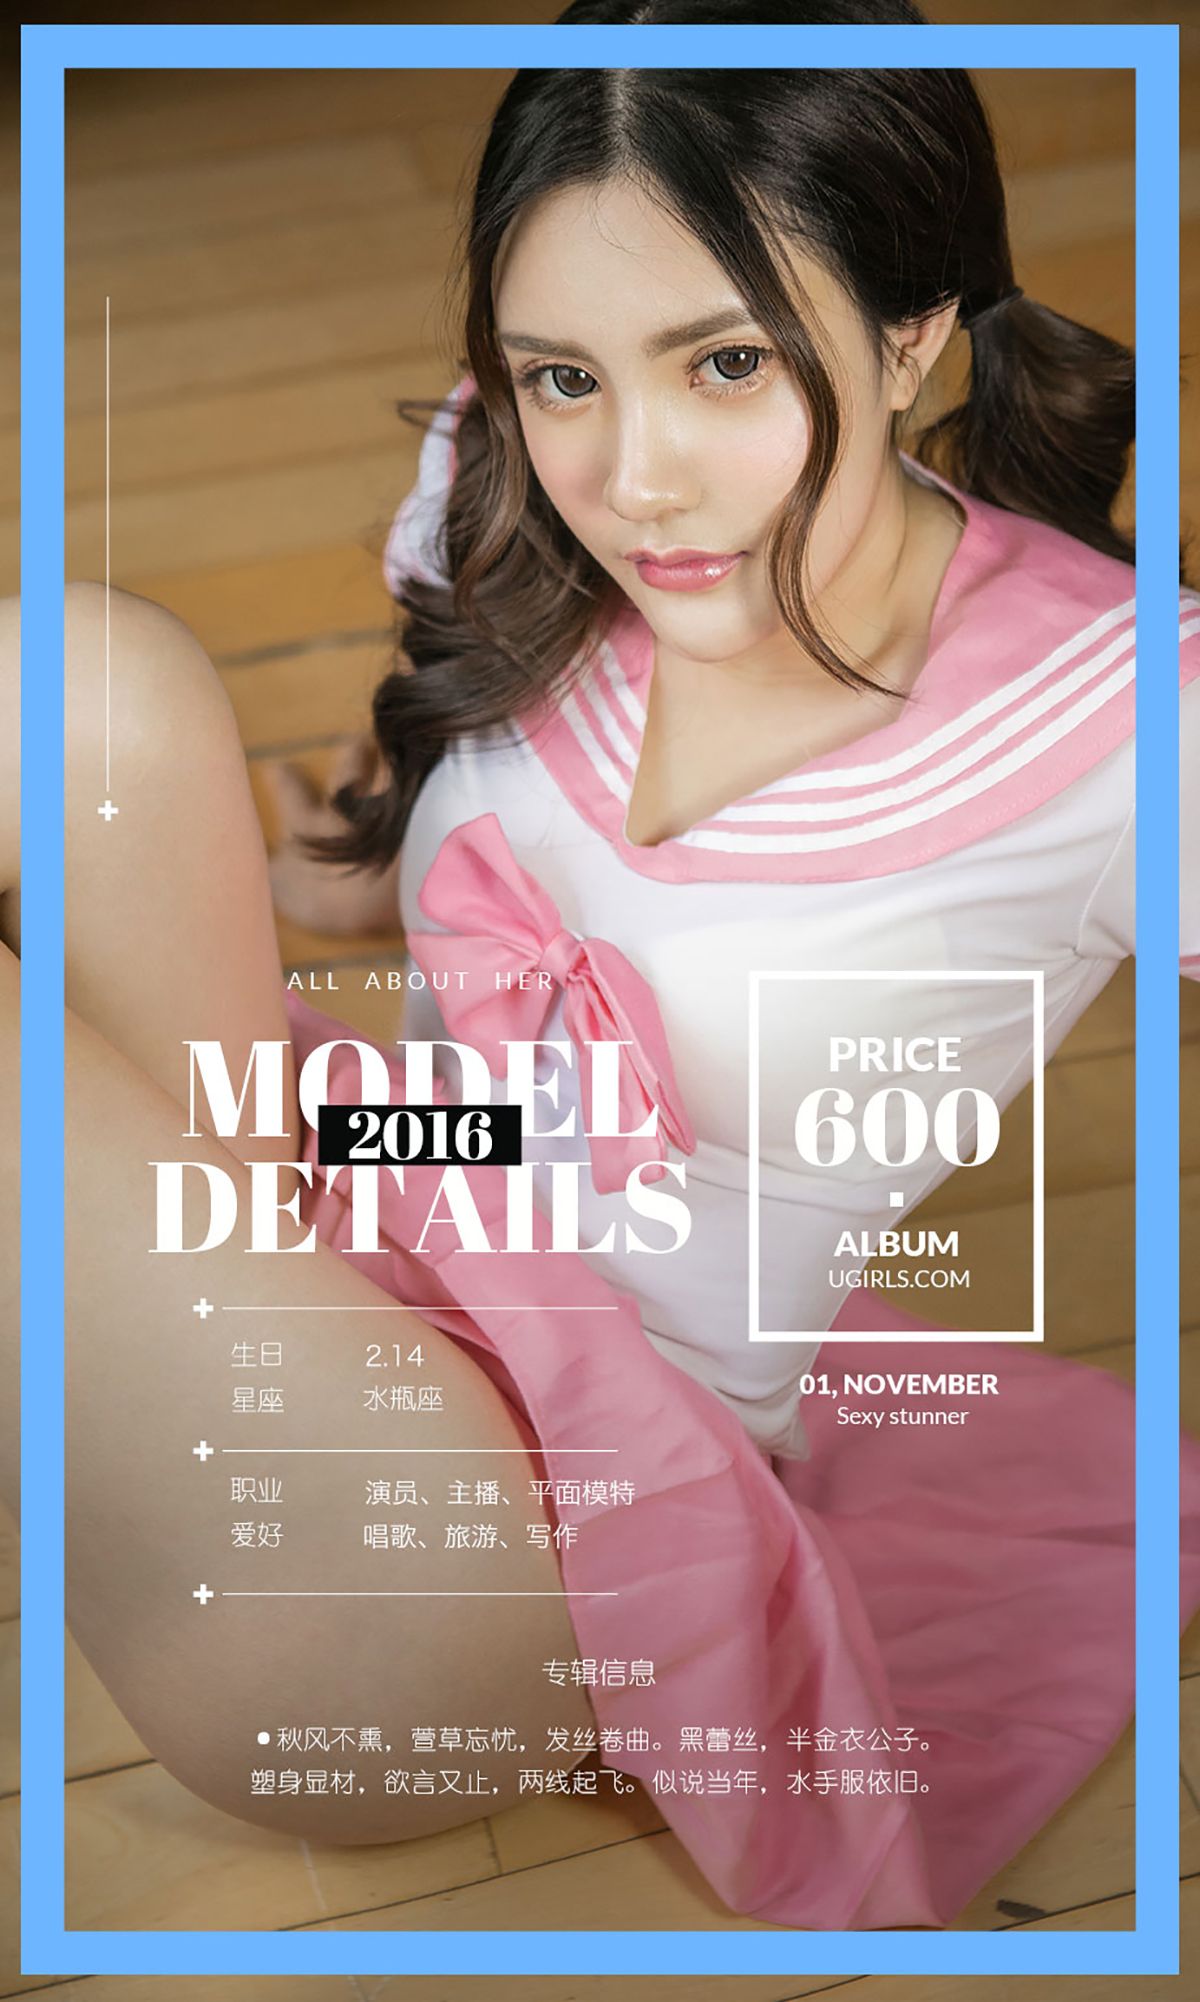 ALL ABOUT HER
MODEL
2016
DETAILS
PRICE
600
ALBUM
UGIRLS.COM
01, NOVEMBER
Sexy stunner
生日 2.14
星座 水瓶座
职业 演员、主播、平面模特
爱好 唱歌、旅游、写作
专辑信息
●秋风不熏，萱草忘忧，发丝卷曲。黑蕾丝，半金衣公子。
塑身显材，欲言又止，两线起飞。似说当年，水手服依旧。